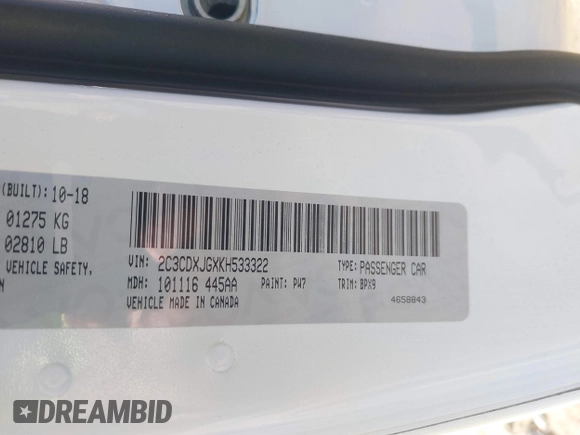 (BUILT): 10-18
01275 KG
02810 LB
VEHICLE SAFETY,
VIN: 2C3CDXJGXKH533322
TYPE: PASSENGER CAR
MDH: 101116 445AA
PAINT: PW7
TRIM: BPX9
VEHICLE MADE IN CANADA
4658843
DREAMBID